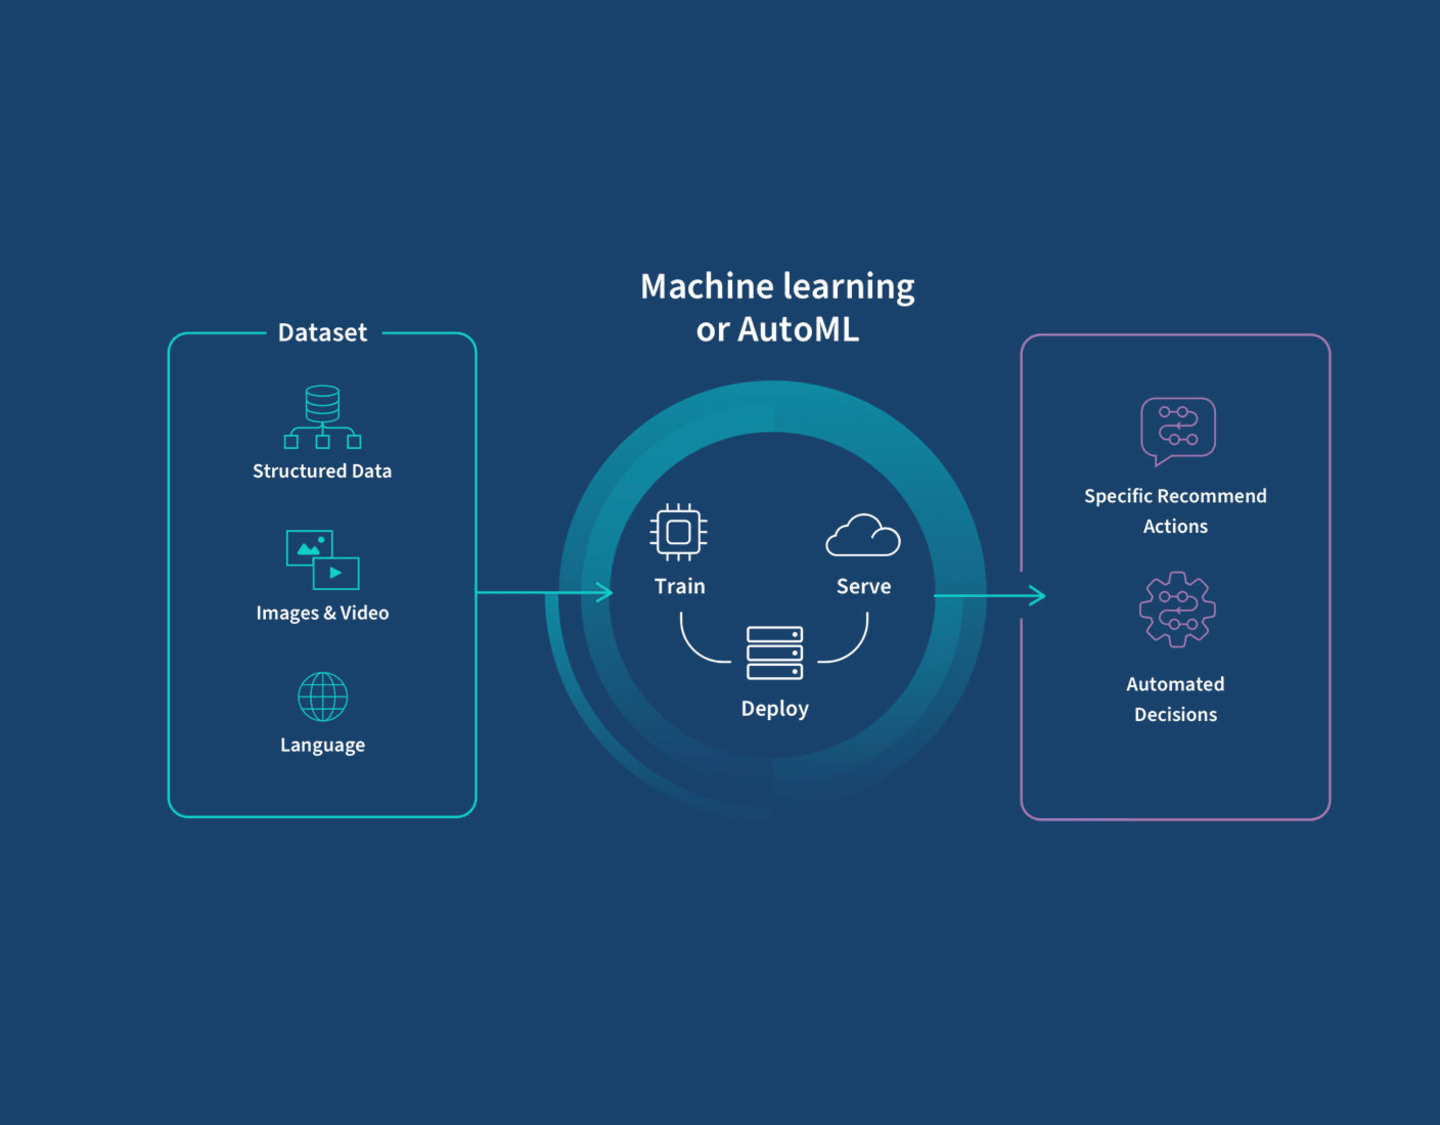 Machine learning
or AutoML
Dataset
Structured Data
Images & Video
Language
Train
Serve
Deploy
Specific Recommend
Actions
Automated
Decisions